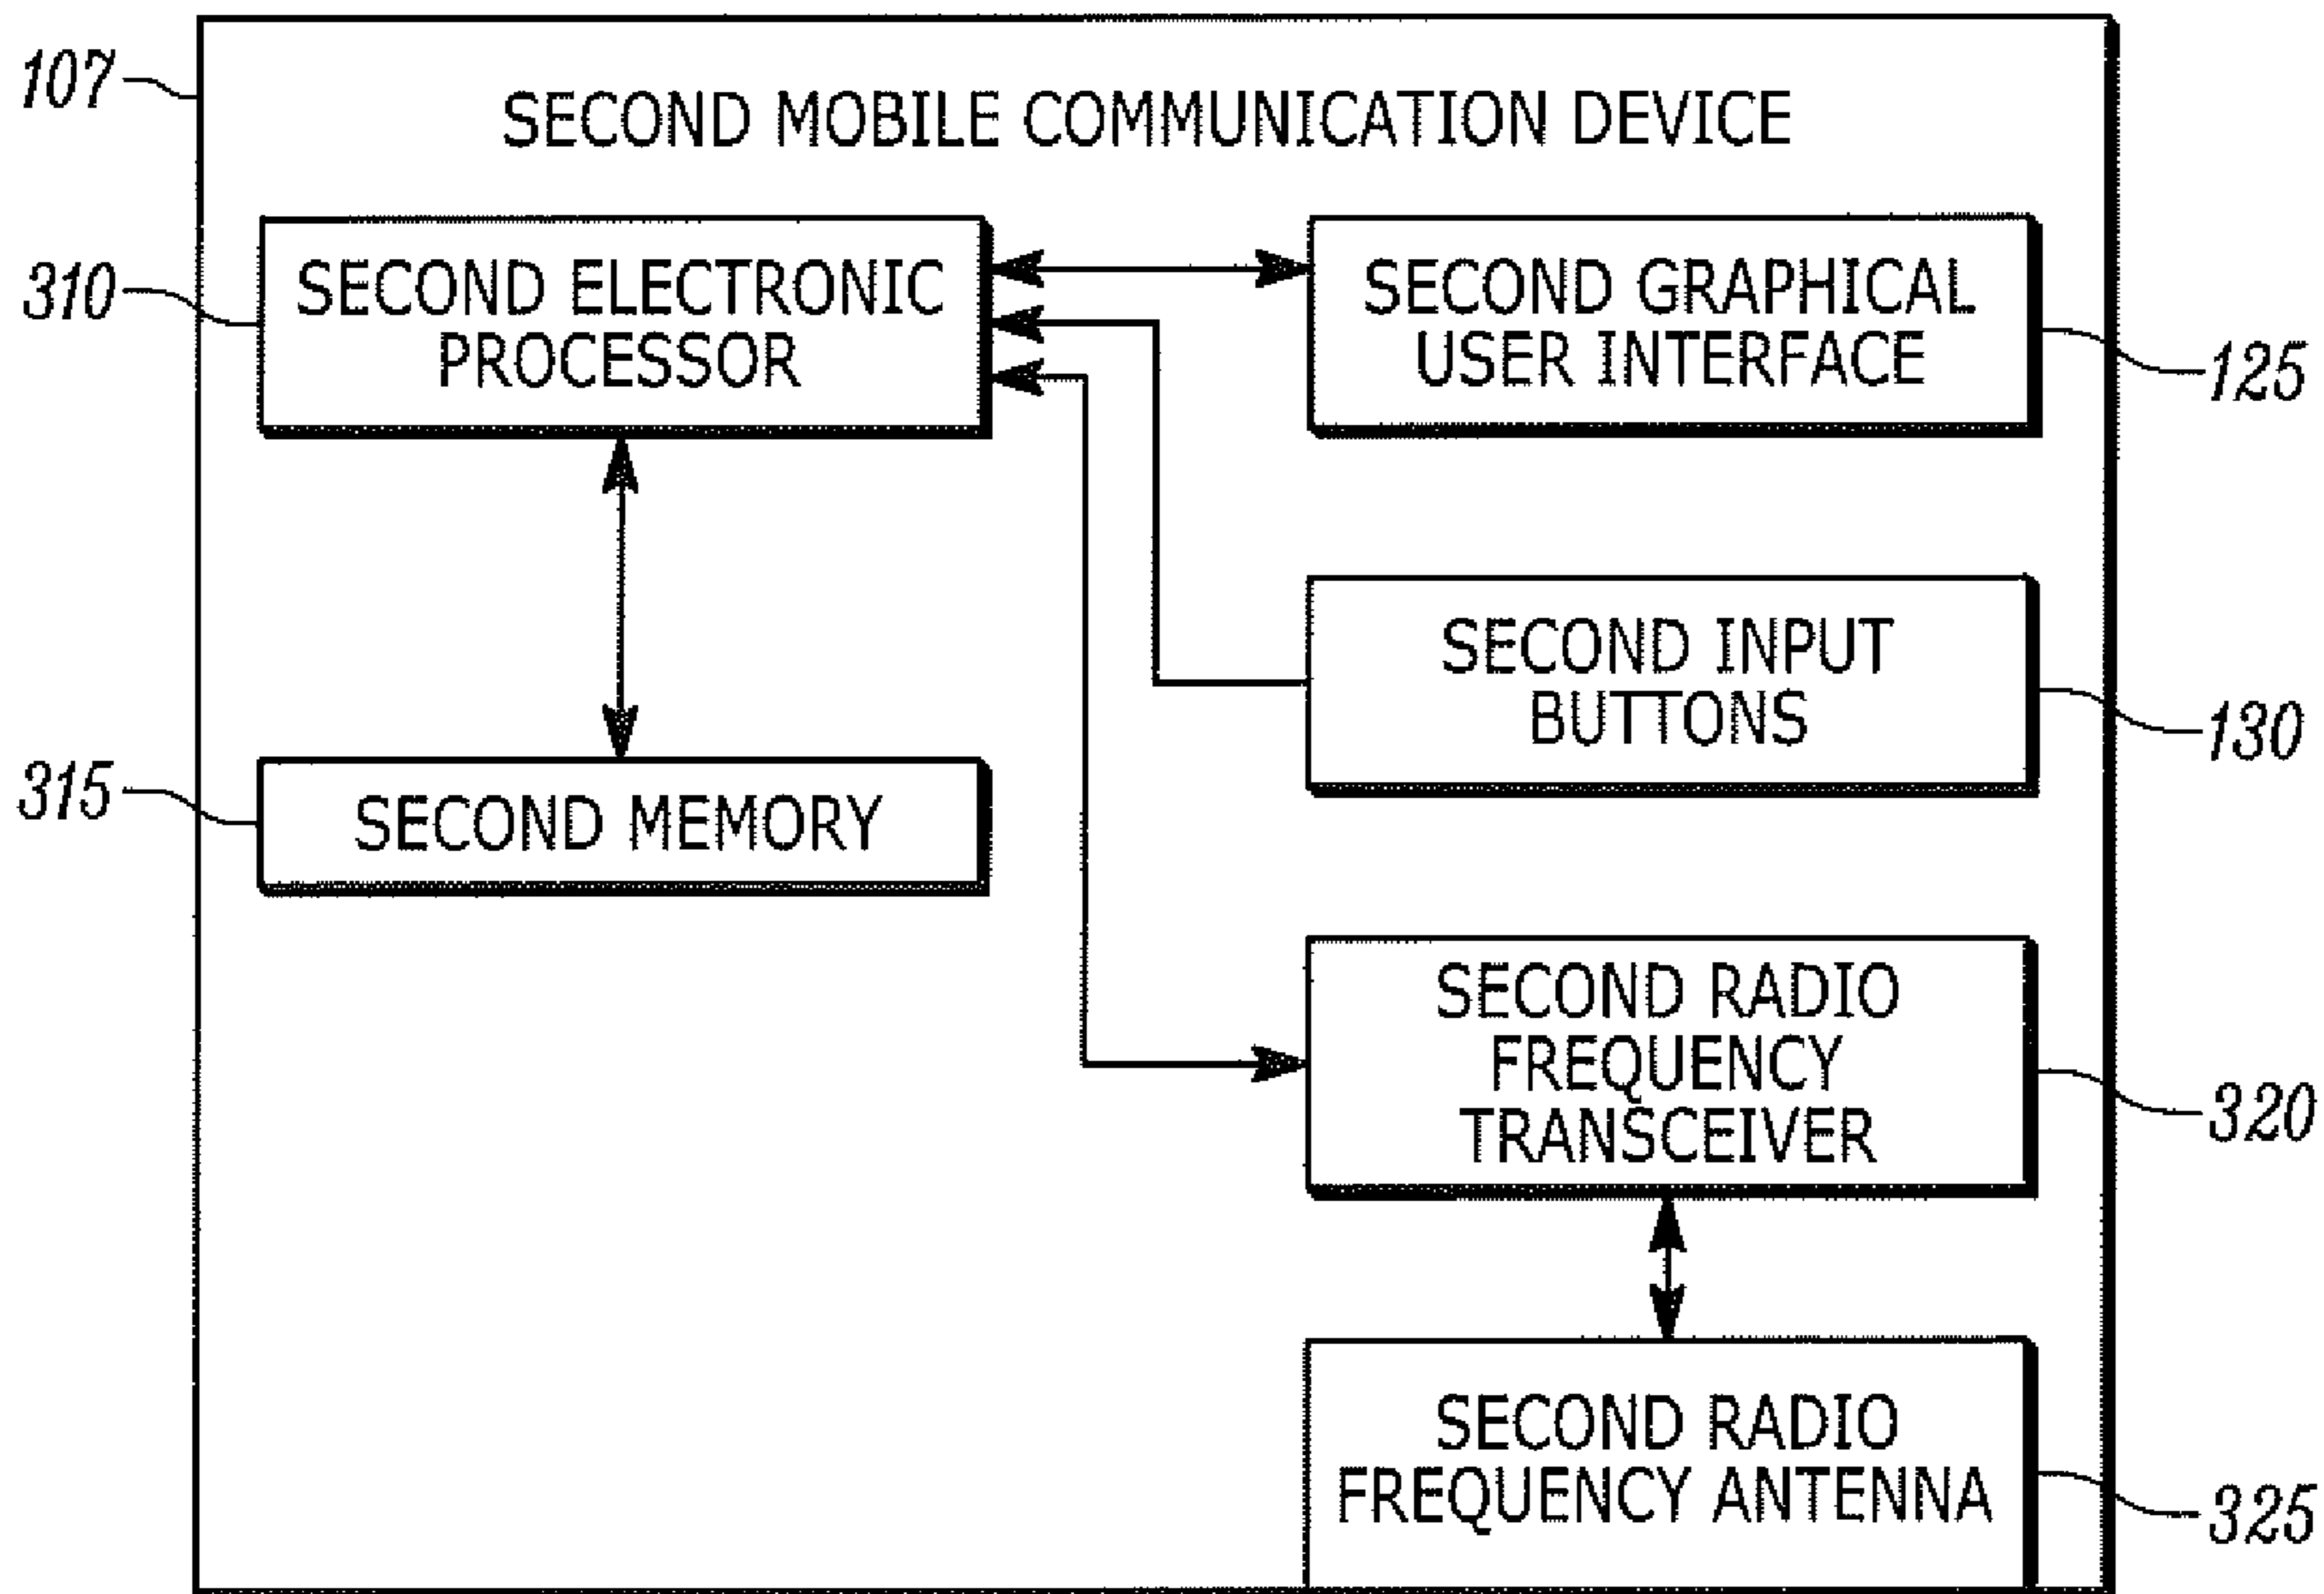 107
SECOND MOBILE COMMUNICATION DEVICE
310
SECOND ELECTRONIC
PROCESSOR
SECOND GRAPHICAL
USER INTERFACE
125
SECOND INPUT
BUTTONS
130
315
SECOND MEMORY
SECOND RADIO
FREQUENCY
TRANSCEIVER
320
SECOND RADIO
FREQUENCY ANTENNA
325